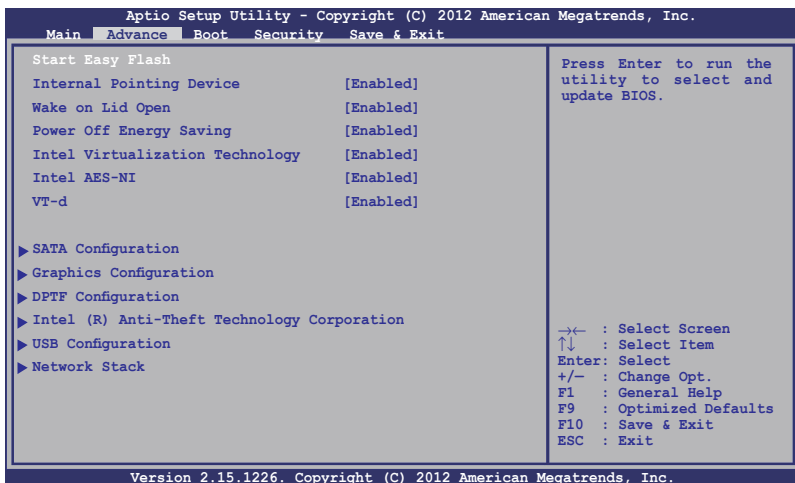 Aptio Setup Utility - Copyright (C) 2012 American Megatrends, Inc.
Main Advance Boot Security Save & Exit
Start Easy Flash
Internal Pointing Device [Enabled]
Wake on Lid Open [Enabled]
Power Off Energy Saving [Enabled]
Intel Virtualization Technology [Enabled]
Intel AES-NI [Enabled]
VT-d [Enabled]
SATA Configuration
Graphics Configuration
DPTF Configuration
Intel (R) Anti-Theft Technology Corporation
USB Configuration
Network Stack
Press Enter to run the
utility to select and
update BIOS.
→← : Select Screen
↑↓ : Select Item
Enter: Select
+/— : Change Opt.
F1 : General Help
F9 : Optimized Defaults
F10 : Save & Exit
ESC : Exit
Version 2.15.1226. Copyright (C) 2012 American Megatrends, Inc.